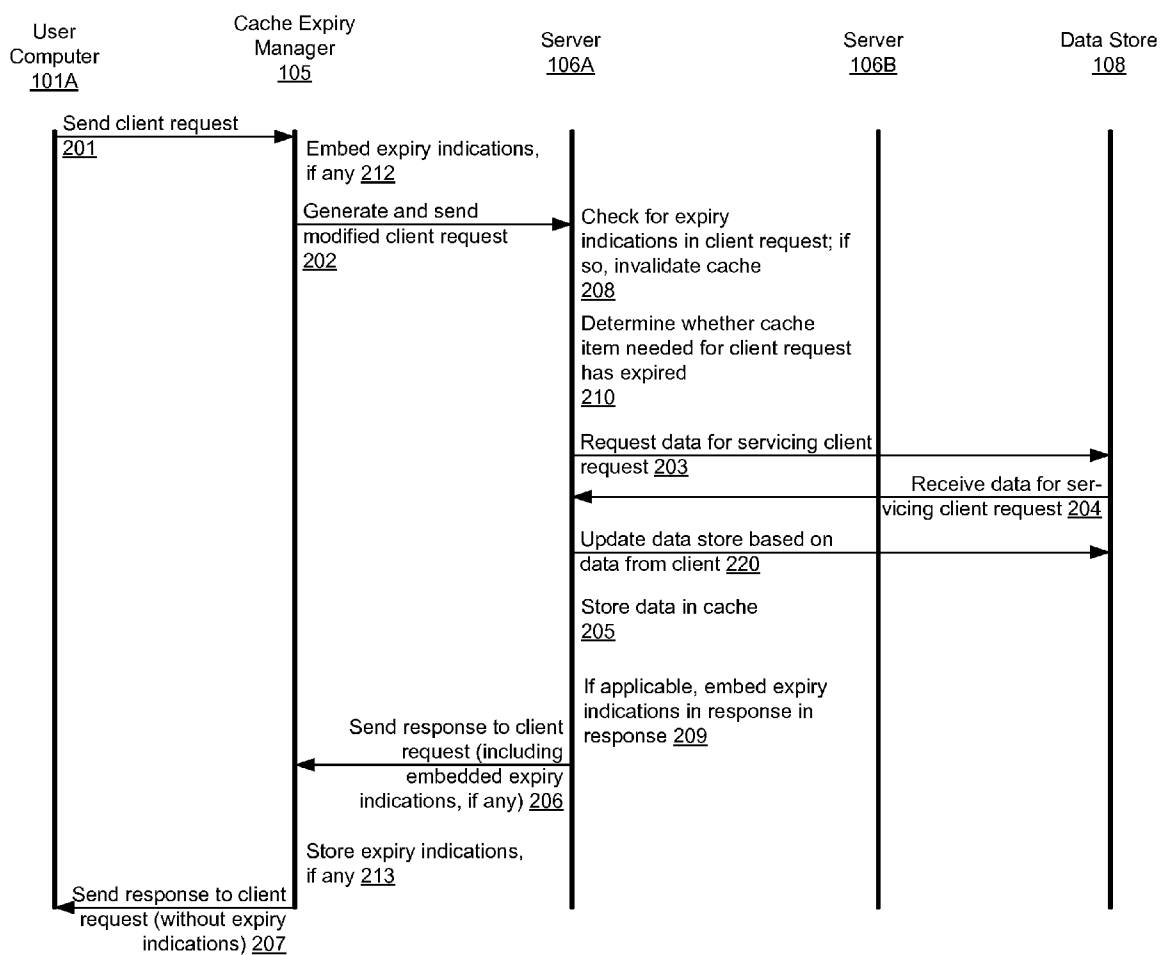 User
Computer
101A
Cache Expiry
Manager
105
Server
106A
Server
106B
Data Store
108
Send client request
201
Embed expiry indications,
if any 212
Generate and send
modified client request
202
Check for expiry
indications in client request; if
so, invalidate cache
208
Determine whether cache
item needed for client request
has expired
210
Request data for servicing client
request 203
Receive data for ser-
vicing client request 204
Update data store based on
data from client 220
Store data in cache
205
If applicable, embed expiry
indications in response in
response 209
Send response to client
request (including
embedded expiry
indications, if any) 206
Store expiry indications,
if any 213
Send response to client
request (without expiry
indications) 207